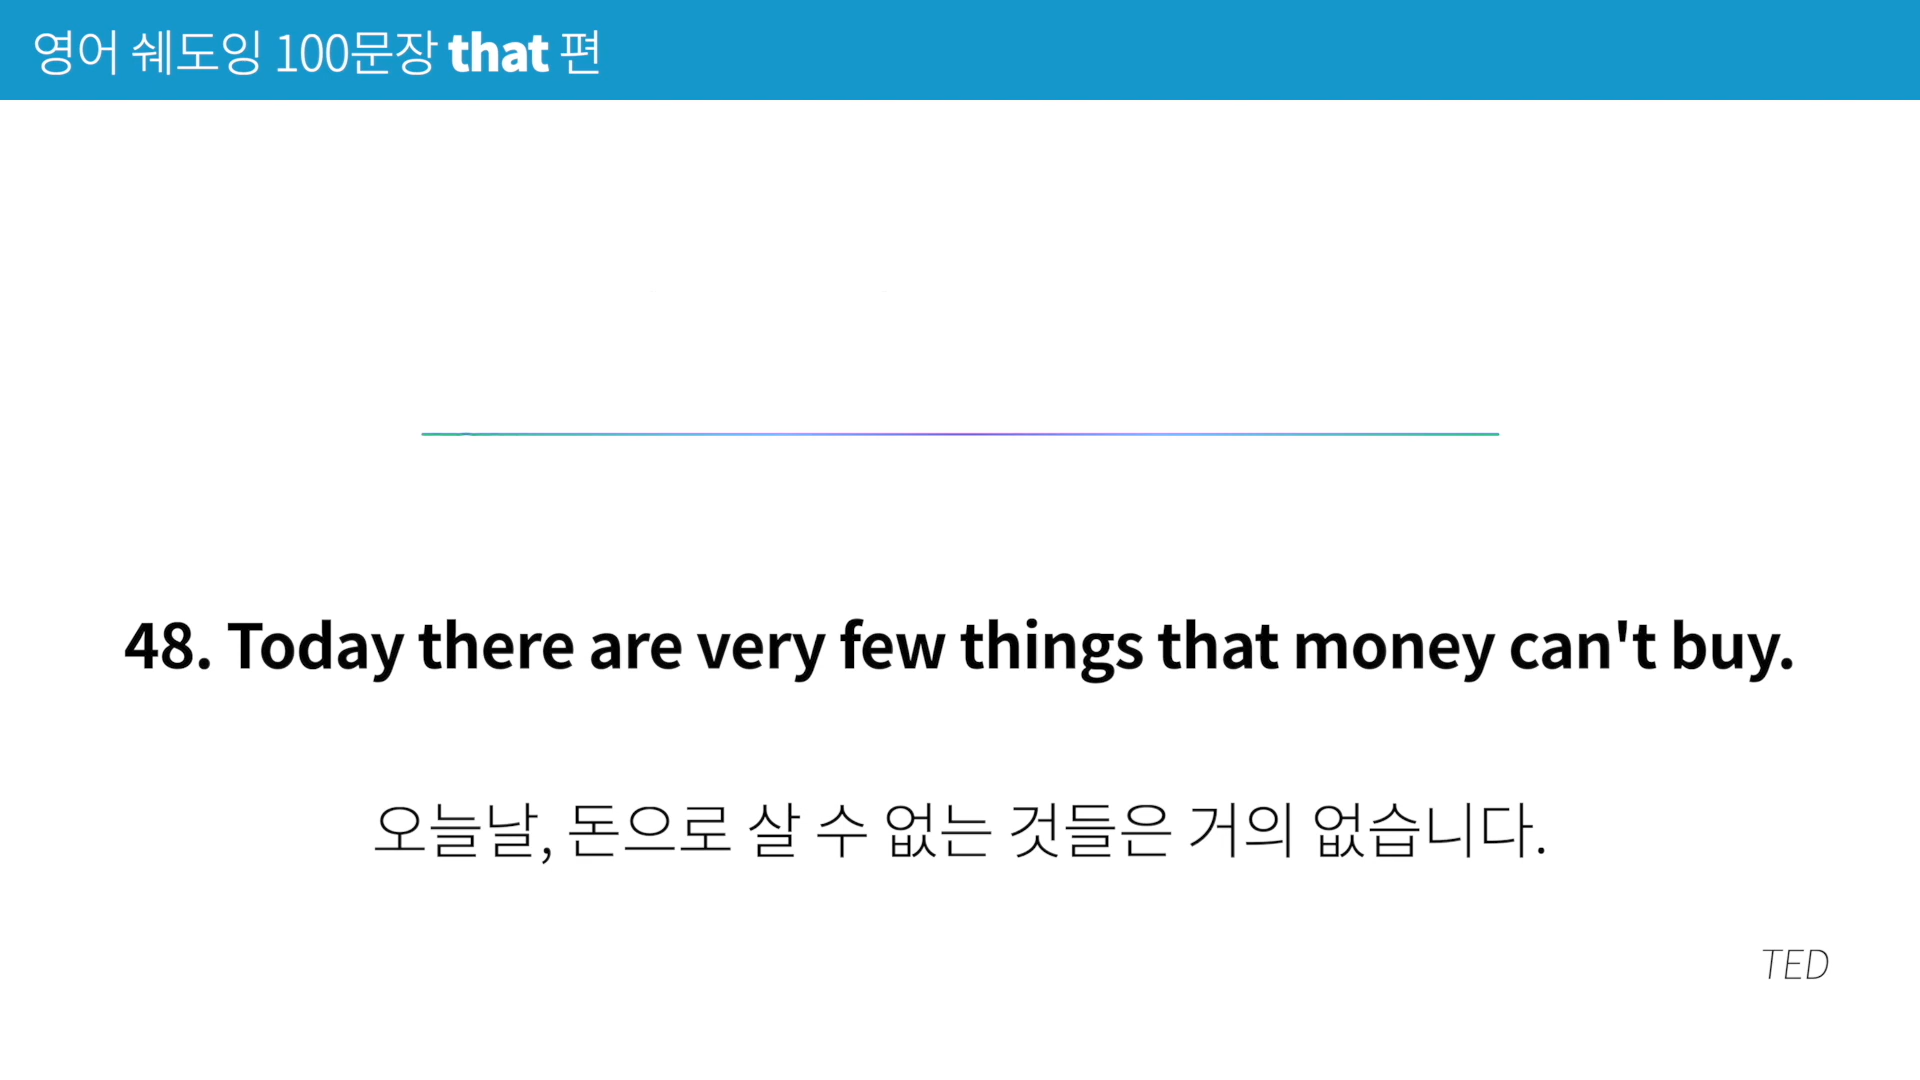 영어 쉐도잉 100문장 that 편
48. Today there are very few things that money can't buy.
오늘날, 돈으로 살 수 없는 것들은 거의 없습니다.
TED